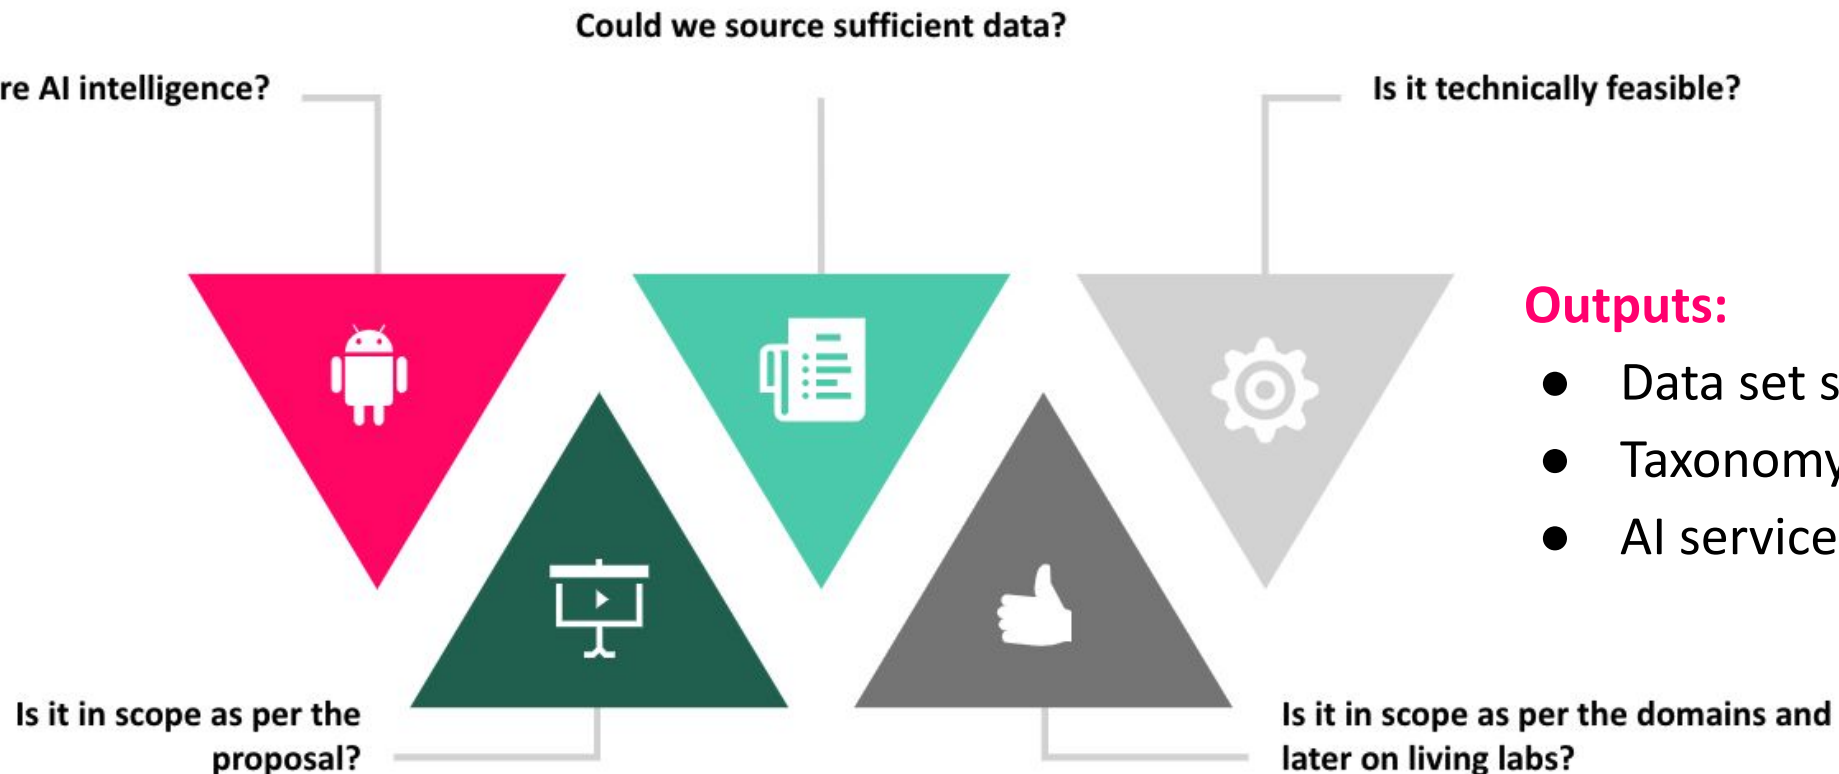 Could we source sufficient data?
re AI intelligence?
Is it technically feasible?
Outputs:
● Data set s
● Taxonomy
● AI service
Is it in scope as per the
proposal?
Is it in scope as per the domains and
later on living labs?